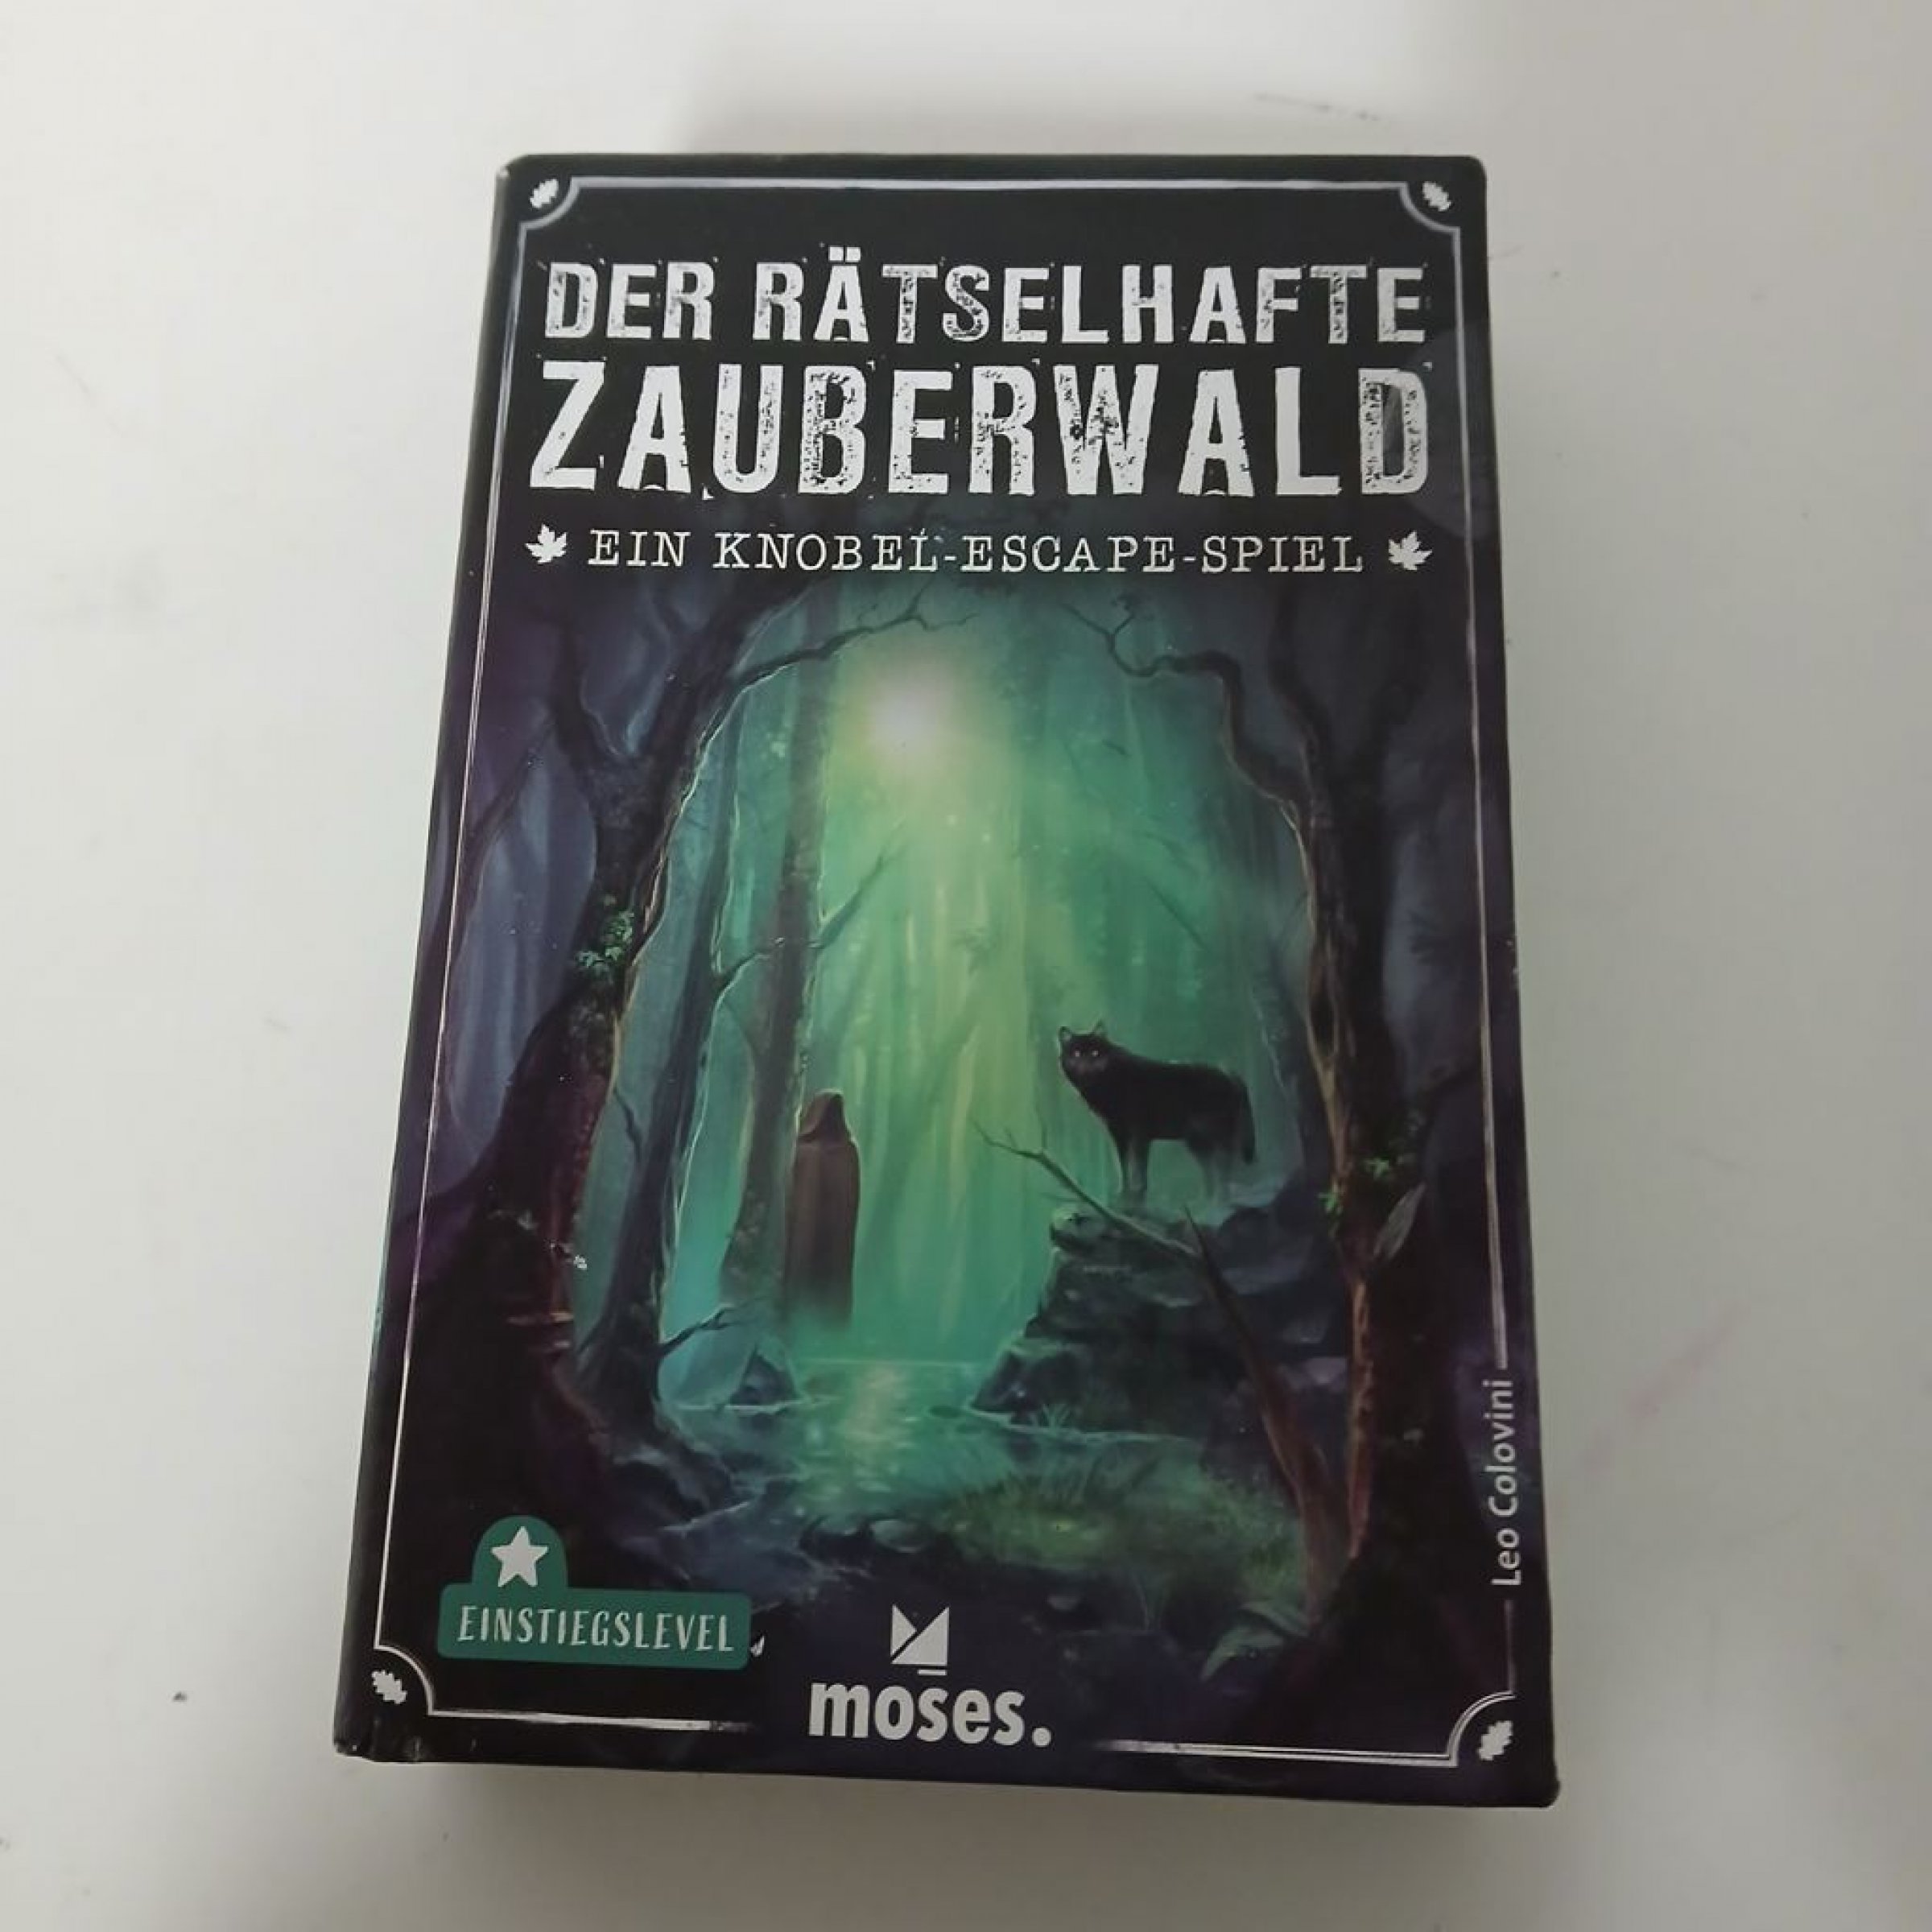 DER RÄTSELHAFTE
ZAUBERWALD
EIN KNOBEL-ESCAPE-SPIEL
Leo Colovini
EINSTIEGSLEVEL
moses.